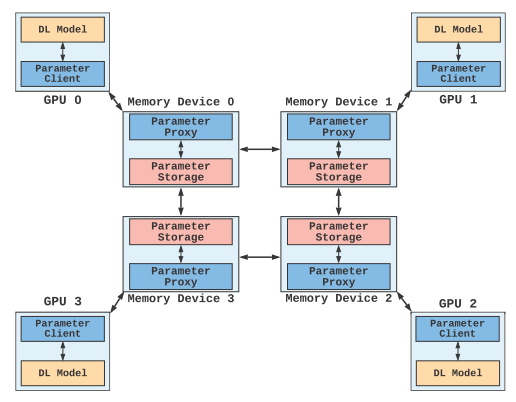 DL Model
Parameter
Client
GPU 0
DL Model
Parameter
Client
GPU 1
Memory Device 0
Parameter
Proxy
Parameter
Storage
Memory Device 1
Parameter
Proxy
Parameter
Storage
Parameter
Storage
Parameter
Proxy
Memory Device 3
Parameter
Storage
Parameter
Proxy
Memory Device 2
GPU 3
Parameter
Client
DL Model
GPU 2
Parameter
Client
DL Model